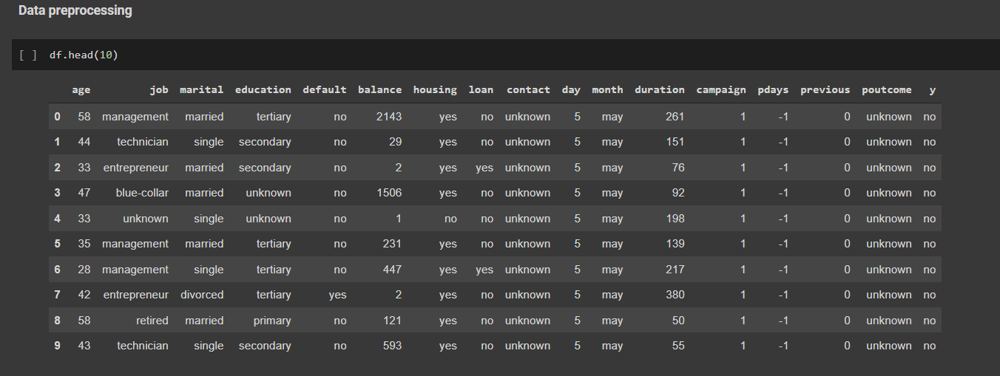 Data preprocessing
[ ] df.head(10)
age job marital education default balance housing loan contact day month duration campaign pdays previous poutcome y
0 58 management married tertiary no 2143 yes no unknown 5 may 261 1 -1 0 unknown no
1 44 technician single secondary no 29 yes no unknown 5 may 151 1 -1 0 unknown no
2 33 entrepreneur married secondary no 2 yes yes unknown 5 may 76 1 -1 0 unknown no
3 47 blue-collar married unknown no 1506 yes no unknown 5 may 92 1 -1 0 unknown no
4 33 unknown single unknown no 1 no no unknown 5 may 198 1 -1 0 unknown no
5 35 management married tertiary no 231 yes no unknown 5 may 139 1 -1 0 unknown no
6 28 management single tertiary no 447 yes yes unknown 5 may 217 1 -1 0 unknown no
7 42 entrepreneur divorced tertiary yes 2 yes no unknown 5 may 380 1 -1 0 unknown no
8 58 retired married primary no 121 yes no unknown 5 may 50 1 -1 0 unknown no
9 43 technician single secondary no 593 yes no unknown 5 may 55 1 -1 0 unknown no